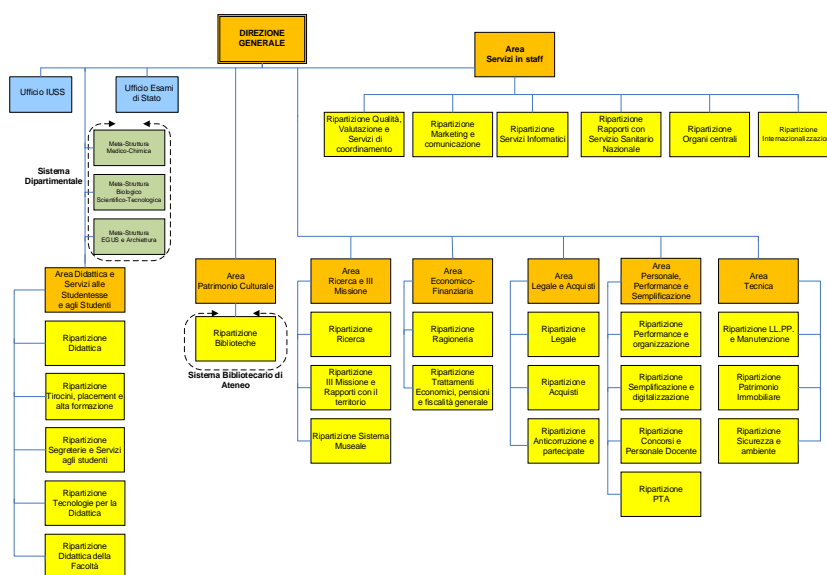 DIREZIONE
GENERALE
Area
Servizi in staff
Ufficio IUSS
Ufficio Esami
di Stato
Ripartizione Qualità,
Valutazione e
Servizi di
coordinamento
Ripartizione
Marketing e
comunicazione
Ripartizione
Servizi Informatici
Ripartizione
Rapporti con
Servizio Sanitario
Nazionale
Ripartizione
Organi centrali
Ripartizione
Internazionalizzazione
Sistema
Dipartimentale
Meta-Struttura
Medico-Chimica
Meta-Struttura
Biologico
Scientifico-Tecnologica
Meta-Struttura
EGUS e Archiettura
Area Didattica e
Servizi alle
Studentesse
e agli Studenti
Ripartizione
Didattica
Ripartizione
Tirocini, placement e
alta formazione
Ripartizione
Segreterie e Servizi
agli studenti
Ripartizione
Tecnologie per la
Didattica
Ripartizione
Didattica della
Facoltà
Area
Patrimonio Culturale
Ripartizione
Biblioteche
Sistema Bibliotecario di
Ateneo
Area
Ricerca e III
Missione
Ripartizione
Ricerca
Ripartizione
III Missione e
Rapporti con il
territorio
Ripartizione Sistema
Museale
Area
Economico-
Finanziaria
Ripartizione
Ragioneria
Ripartizione
Trattamenti
Economici, pensioni
e fiscalità generale
Area
Legale e Acquisti
Ripartizione
Legale
Ripartizione
Acquisti
Ripartizione
Anticorruzione e
partecipate
Area
Personale,
Performance e
Semplificazione
Ripartizione
Performance e
organizzazione
Ripartizione
Semplificazione e
digitalizzazione
Ripartizione
Concorsi e
Personale Docente
Ripartizione
PTA
Area
Tecnica
Ripartizione LL.PP.
e Manutenzione
Ripartizione
Patrimonio
Immobiliare
Ripartizione
Sicurezza e
ambiente